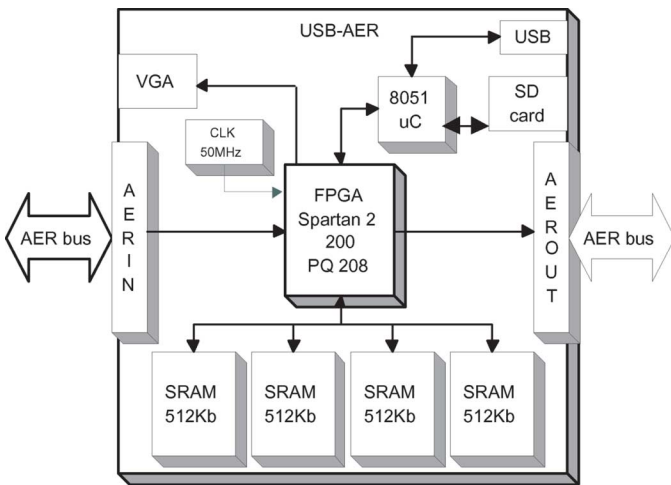 USB-AER
USB
VGA
8051
uC
SD
card
CLK
50MHz
A
E
R
I
N
FPGA
Spartan 2
200
PQ 208
A
E
R
O
U
T
AER bus
AER bus
SRAM
512Kb
SRAM
512Kb
SRAM
512Kb
SRAM
512Kb